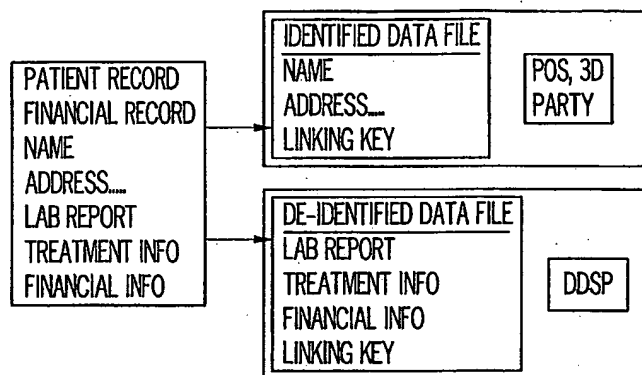 PATIENT RECORD
FINANCIAL RECORD
NAME
ADDRESS.....
LAB REPORT
TREATMENT INFO
FINANCIAL INFO
IDENTIFIED DATA FILE
NAME
ADDRESS....
LINKING KEY
POS, 3D
PARTY
DE-IDENTIFIED DATA FILE
LAB REPORT
TREATMENT INFO
FINANCIAL INFO
LINKING KEY
DDSP